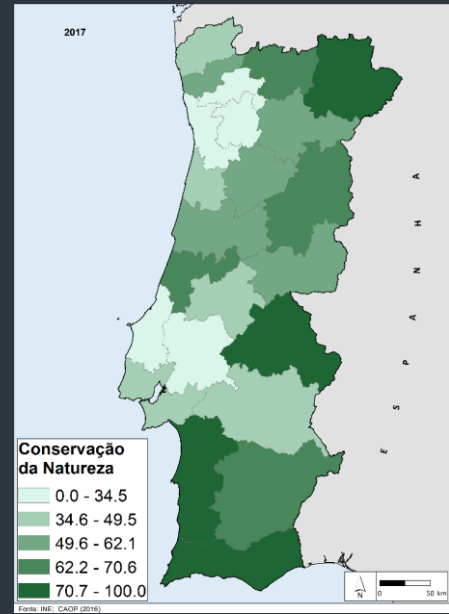 2017
E S P A N H A
Conservação
da Natureza
0.0 - 34.5
34.6 - 49.5
49.6 - 62.1
62.2 - 70.6
70.7 - 100.0
N
0 50 km
Fonte: INE; CAOP (2016)